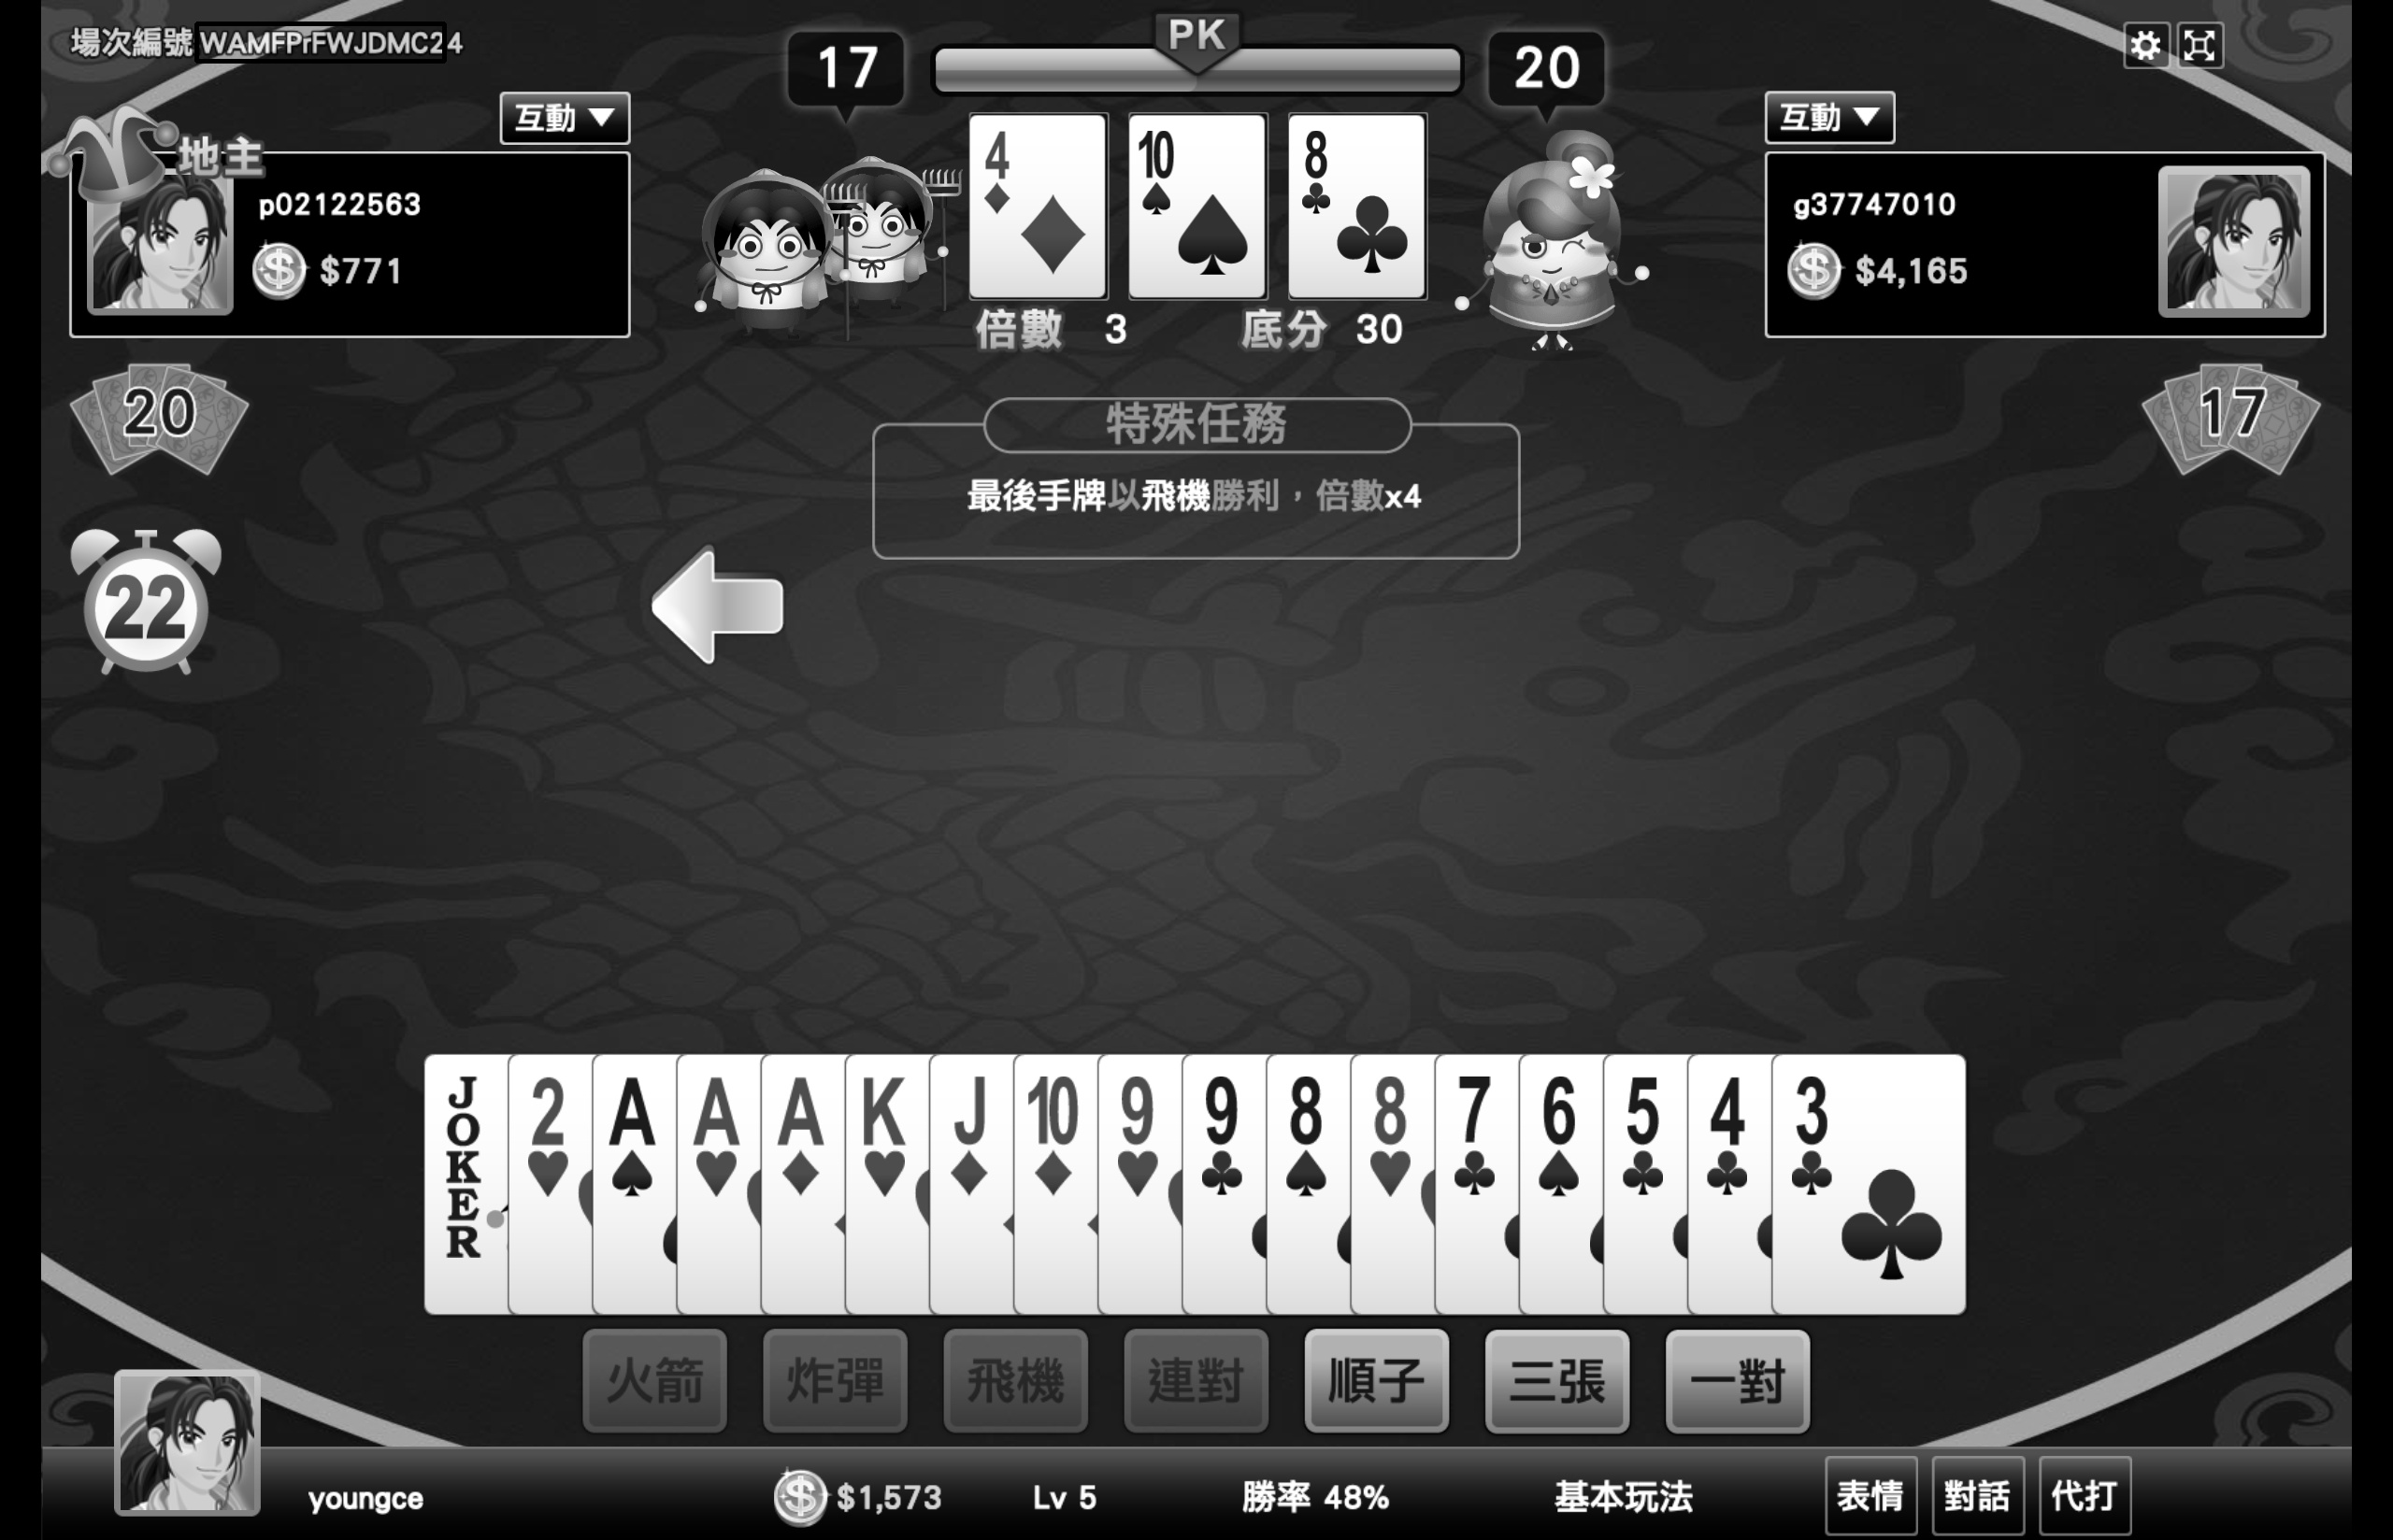 場次編號 WAMFPrFWJDMC24
17
PK
20
互動
互動
地主
p02122563
$771
4
10
8
g37747010
$4,165
倍數 3 底分 30
20
17
特殊任務
最後手牌以飛機勝利，倍數x4
22
JOKER 2 A A A K J 10 9 9 8 8 7 6 5 4 3
火箭 炸彈 飛機 連對 順子 三張 一對
youngce $1,573 Lv 5 勝率 48% 基本玩法 表情 對話 代打